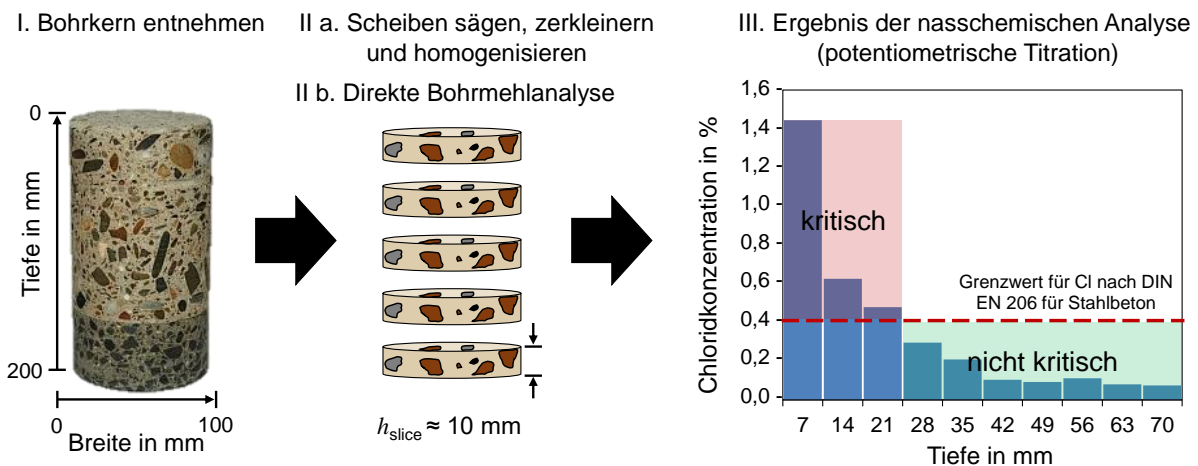 I. Bohrkern entnehmen
0
Tiefe in mm
200
0
100
Breite in mm
II a. Scheiben sägen, zerkleinern
und homogenisieren
II b. Direkte Bohrmehlanalyse
hslice ≈ 10 mm
III. Ergebnis der nasschemischen Analyse
(potentiometrische Titration)
Chloridkonzentration in %
1,6
1,4
1,2
1,0
0,8
0,6
0,4
0,2
0,0
kritisch
Grenzwert für Cl nach DIN
EN 206 für Stahlbeton
nicht kritisch
7 14 21 28 35 42 49 56 63 70
Tiefe in mm